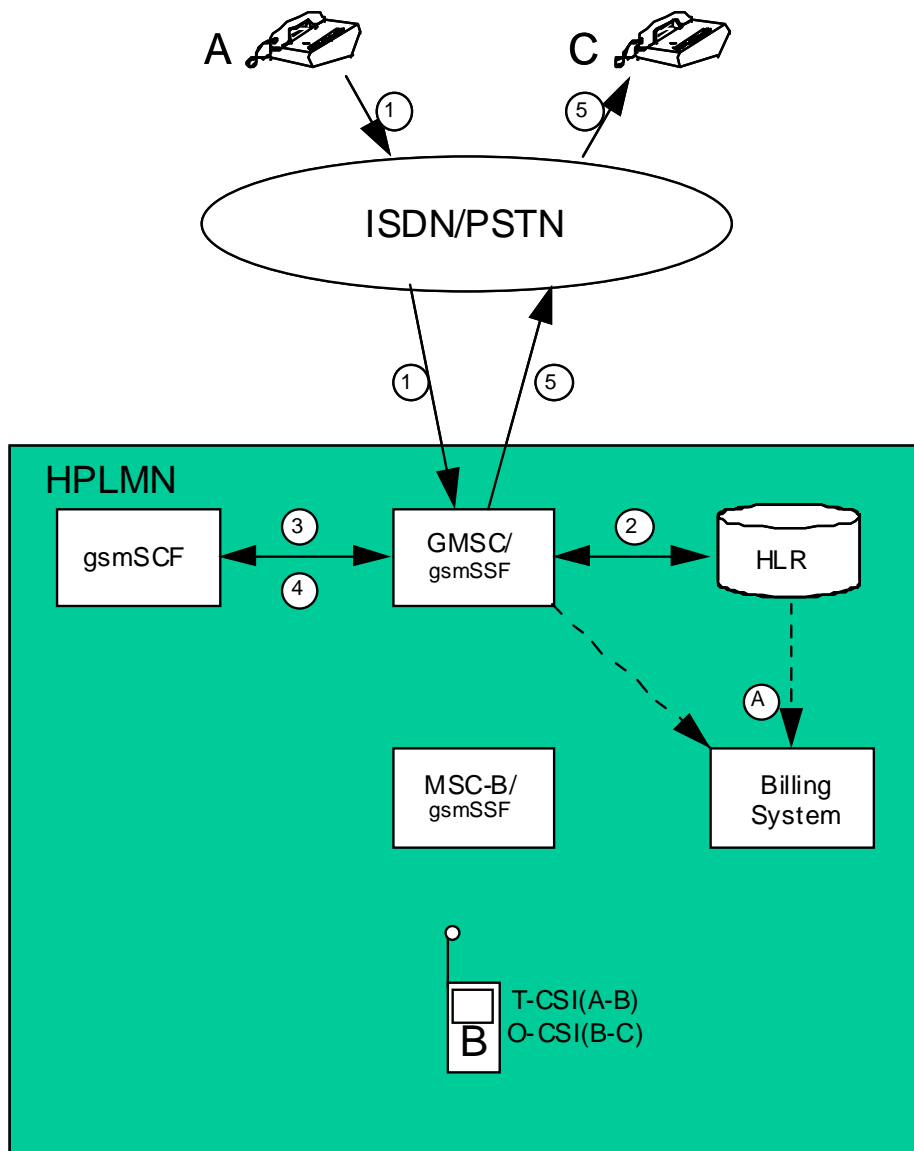 A
C
1
5
ISDN/PSTN
1
5
HPLMN
gsmSCF
3
4
GMSC/
gsmSSF
2
HLR
A
MSC-B/
gsmSSF
Billing
System
T-CSI(A-B)
O-CSI(B-C)
B